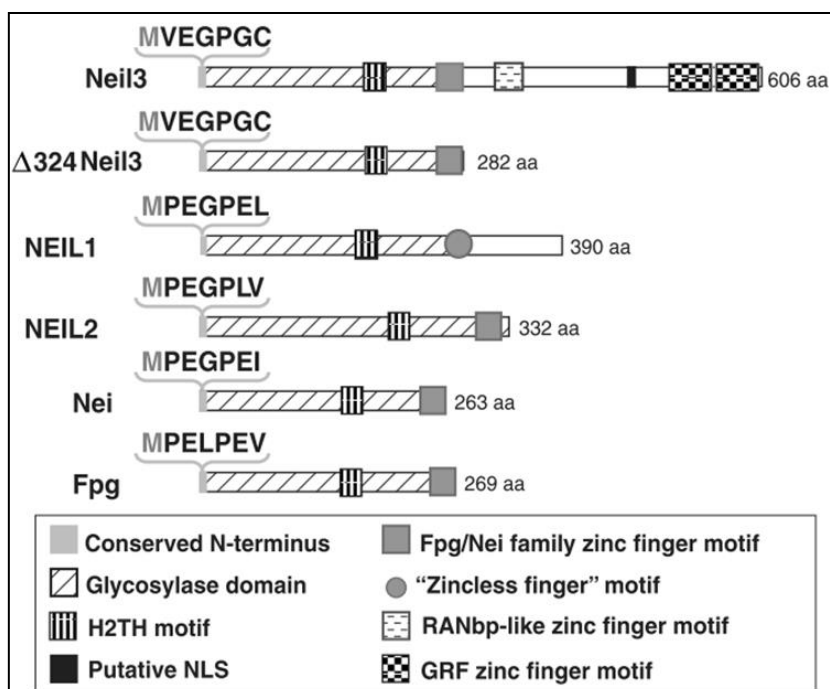 MVEGPGC
Neil3 606 aa
MVEGPGC
Δ324 Neil3 282 aa
MPEGPEL
NEIL1 390 aa
MPEGPLV
NEIL2 332 aa
MPEGPEI
Nei 263 aa
MPELPEV
Fpg 269 aa
Conserved N-terminus Fpg/Nei family zinc finger motif
Glycosylase domain “Zincless finger” motif
H2TH motif RANbp-like zinc finger motif
Putative NLS GRF zinc finger motif